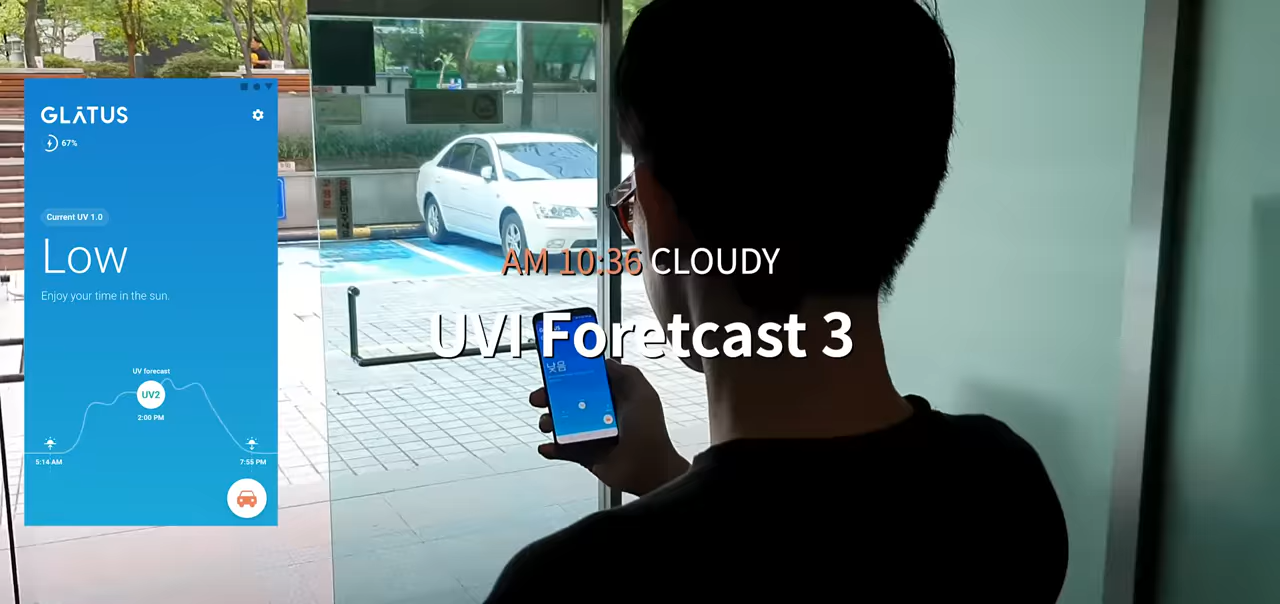 GLĀTUS
67%
Current UV 1.0
Low
Enjoy your time in the sun.
UV forecast
UV2
2:00 PM
5:14 AM
7:55 PM
AM 10:36 CLOUDY
UVI Foretcast 3
낮음